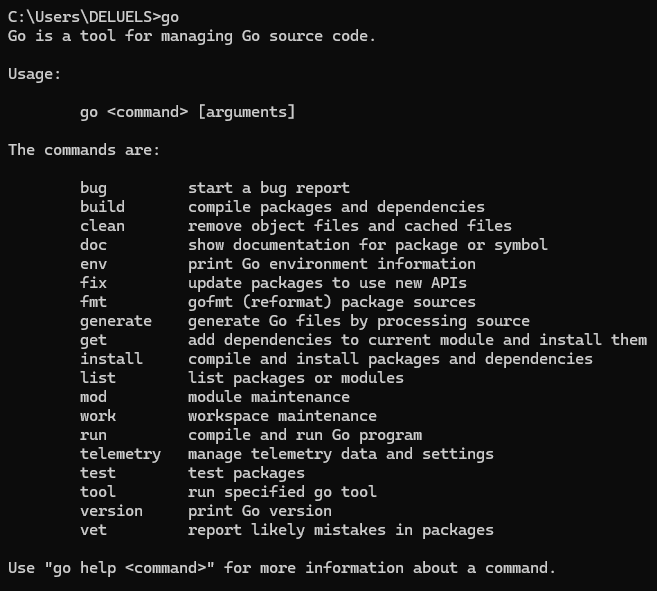 C:\Users\DELUELS>go
Go is a tool for managing Go source code.

Usage:

        go <command> [arguments]

The commands are:

        bug         start a bug report
        build       compile packages and dependencies
        clean       remove object files and cached files
        doc         show documentation for package or symbol
        env         print Go environment information
        fix         update packages to use new APIs
        fmt         gofmt (reformat) package sources
        generate    generate Go files by processing source
        get         add dependencies to current module and install them
        install     compile and install packages and dependencies
        list        list packages or modules
        mod         module maintenance
        work        workspace maintenance
        run         compile and run Go program
        telemetry   manage telemetry data and settings
        test        test packages
        tool        run specified go tool
        version     print Go version
        vet         report likely mistakes in packages

Use "go help <command>" for more information about a command.